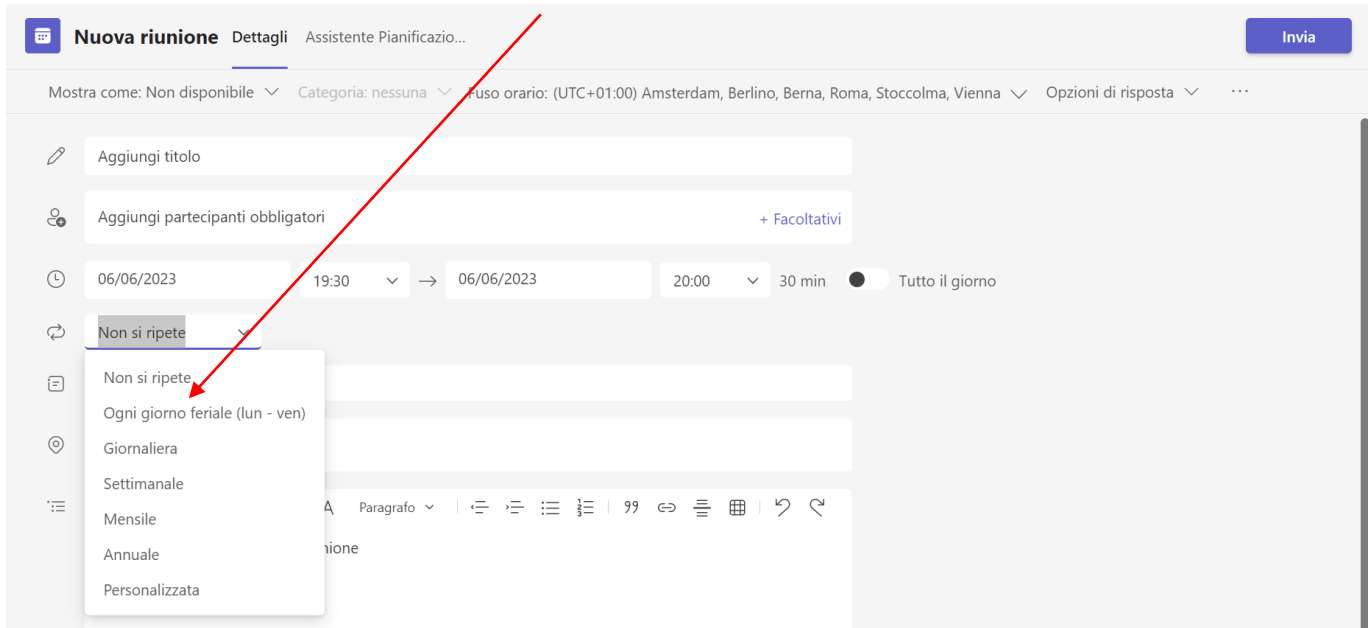 Nuova riunione Dettagli Assistente Pianificazio... Invia
Mostra come: Non disponibile Categoria: nessuna Fuso orario: (UTC+01:00) Amsterdam, Berlino, Berna, Roma, Stoccolma, Vienna Opzioni di risposta ...
Aggiungi titolo
Aggiungi partecipanti obbligatori + Facoltativi
06/06/2023 19:30 → 06/06/2023 20:00 30 min Tutto il giorno
Non si ripete
Non si ripete
Ogni giorno feriale (lun - ven)
Giornaliera
Settimanale
Mensile
Annuale
Personalizzata
A Paragrafo
nione